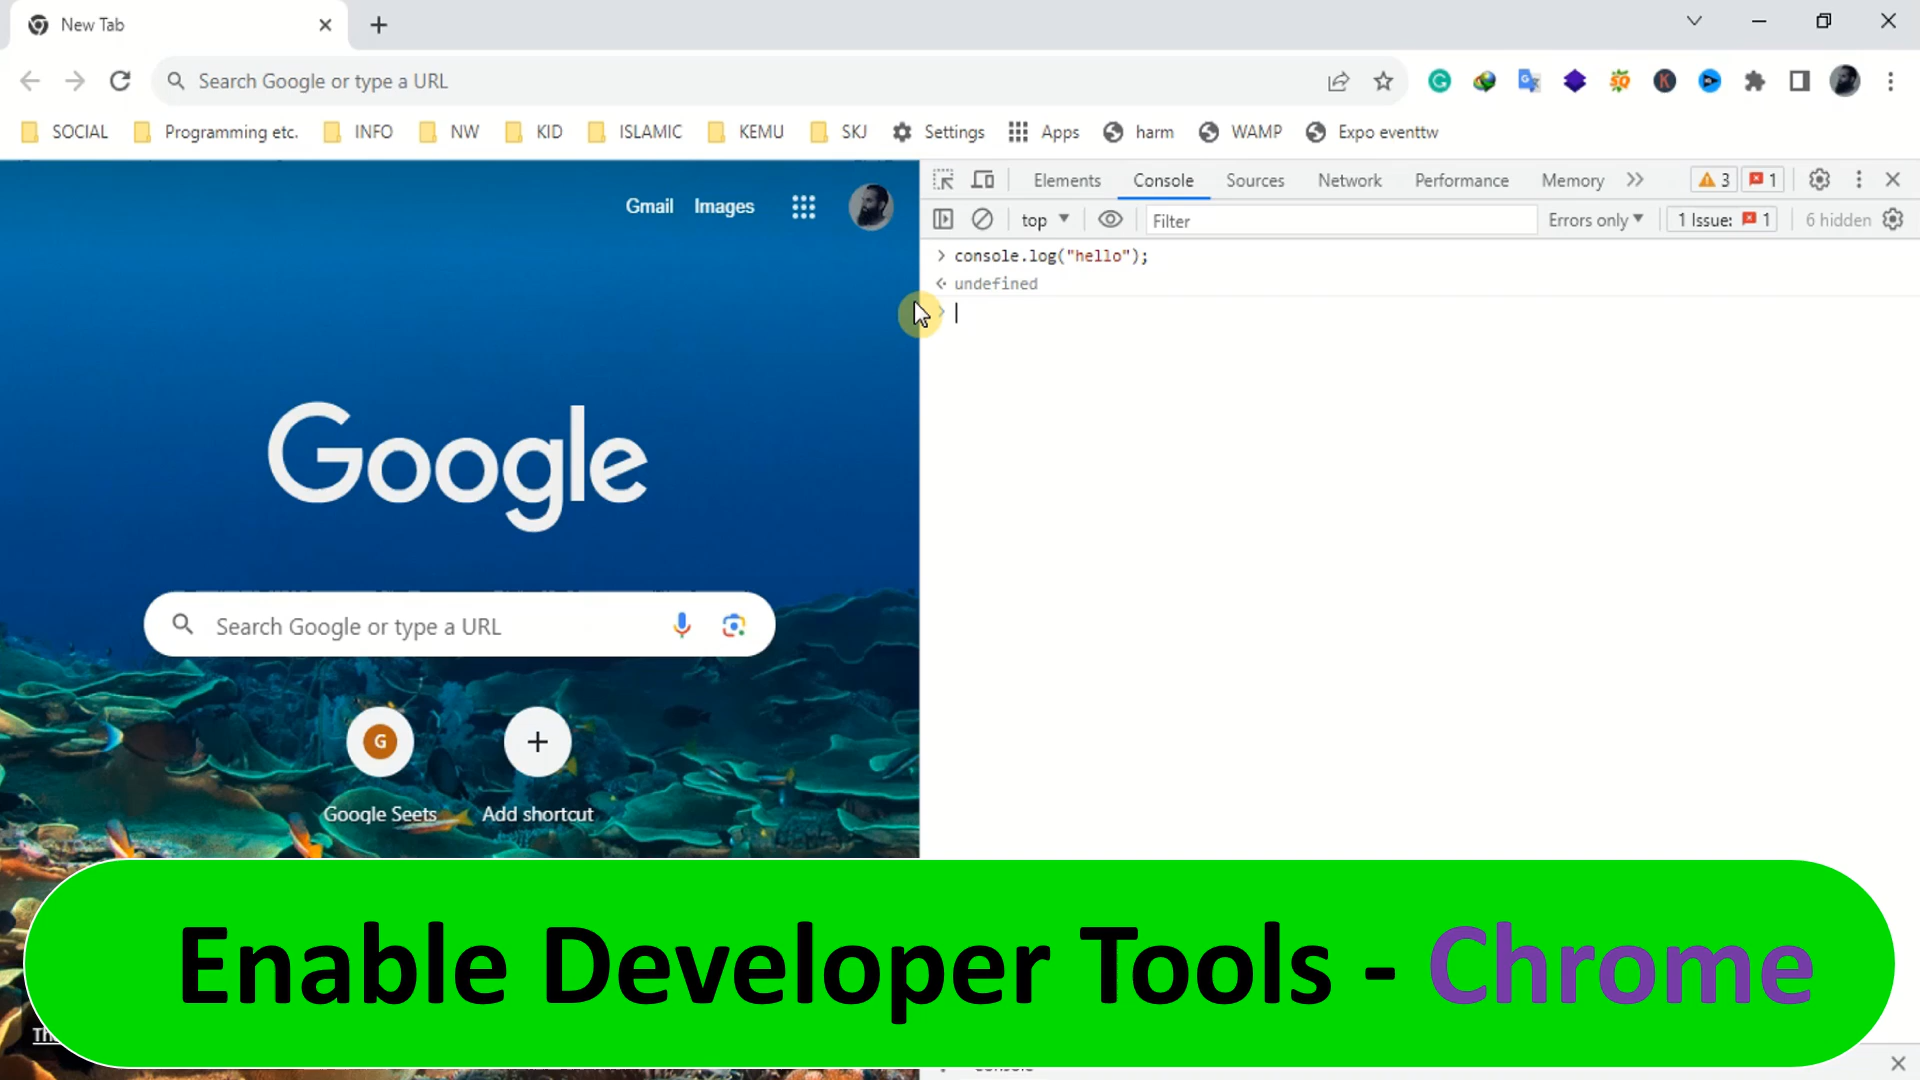 New Tab
Search Google or type a URL
SOCIAL Programming etc. INFO NW KID ISLAMIC KEMU SKJ Settings Apps harm WAMP Expo eventtw
Gmail Images
Elements Console Sources Network Performance Memory 3 1
top Filter Errors only 1 Issue: 1 6 hidden
console.log("hello");
undefined
Google
Search Google or type a URL
G
Google Seets Add shortcut
Enable Developer Tools - Chrome